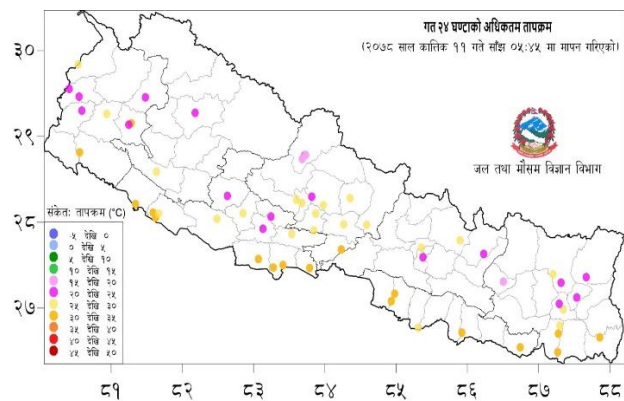 गत २४ घण्टाको अधिकतम तापक्रम
(२०७८ साल कात्तिक ११ गते साँझ ०५:४५ मा मापन गरिएको)
जल तथा मौसम विज्ञान विभाग
३०
२९
२८
२७
संकेत: तापक्रम (°C)
-५ देखि ०
० देखि ५
५ देखि १०
१० देखि १५
१५ देखि २०
२० देखि २५
२५ देखि ३०
३० देखि ३५
३५ देखि ४०
४० देखि ४५
४५ देखि ५०
८१ ८२ ८३ ८४ ८५ ८६ ८७ ८८